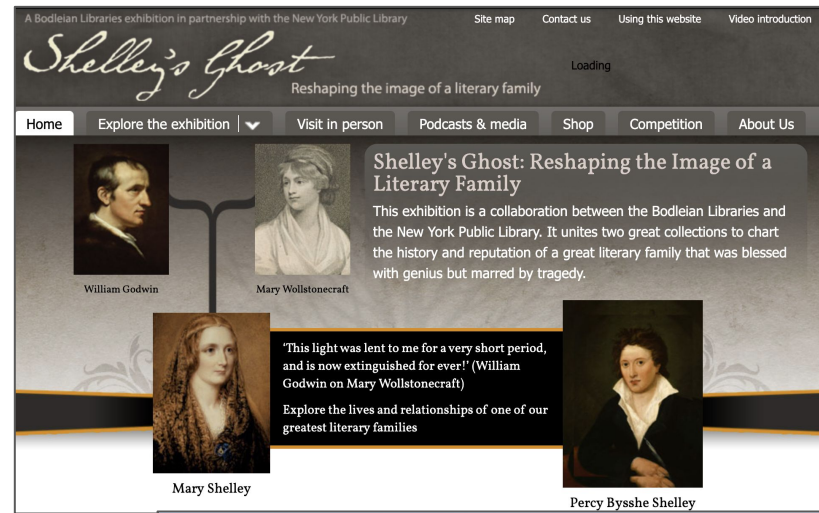 A Bodleian Libraries exhibition in partnership with the New York Public Library
Site map Contact us Using this website Video introduction
Shelley's Ghost
Loading
Reshaping the image of a literary family
Home Explore the exhibition Visit in person Podcasts & media Shop Competition About Us
Shelley's Ghost: Reshaping the Image of a
Literary Family
This exhibition is a collaboration between the Bodleian Libraries and
the New York Public Library. It unites two great collections to chart
the history and reputation of a great literary family that was blessed
with genius but marred by tragedy.
William Godwin
Mary Wollstonecraft
‘This light was lent to me for a very short period,
and is now extinguished for ever!’ (William
Godwin on Mary Wollstonecraft)
Explore the lives and relationships of one of our
greatest literary families
Mary Shelley
Percy Bysshe Shelley